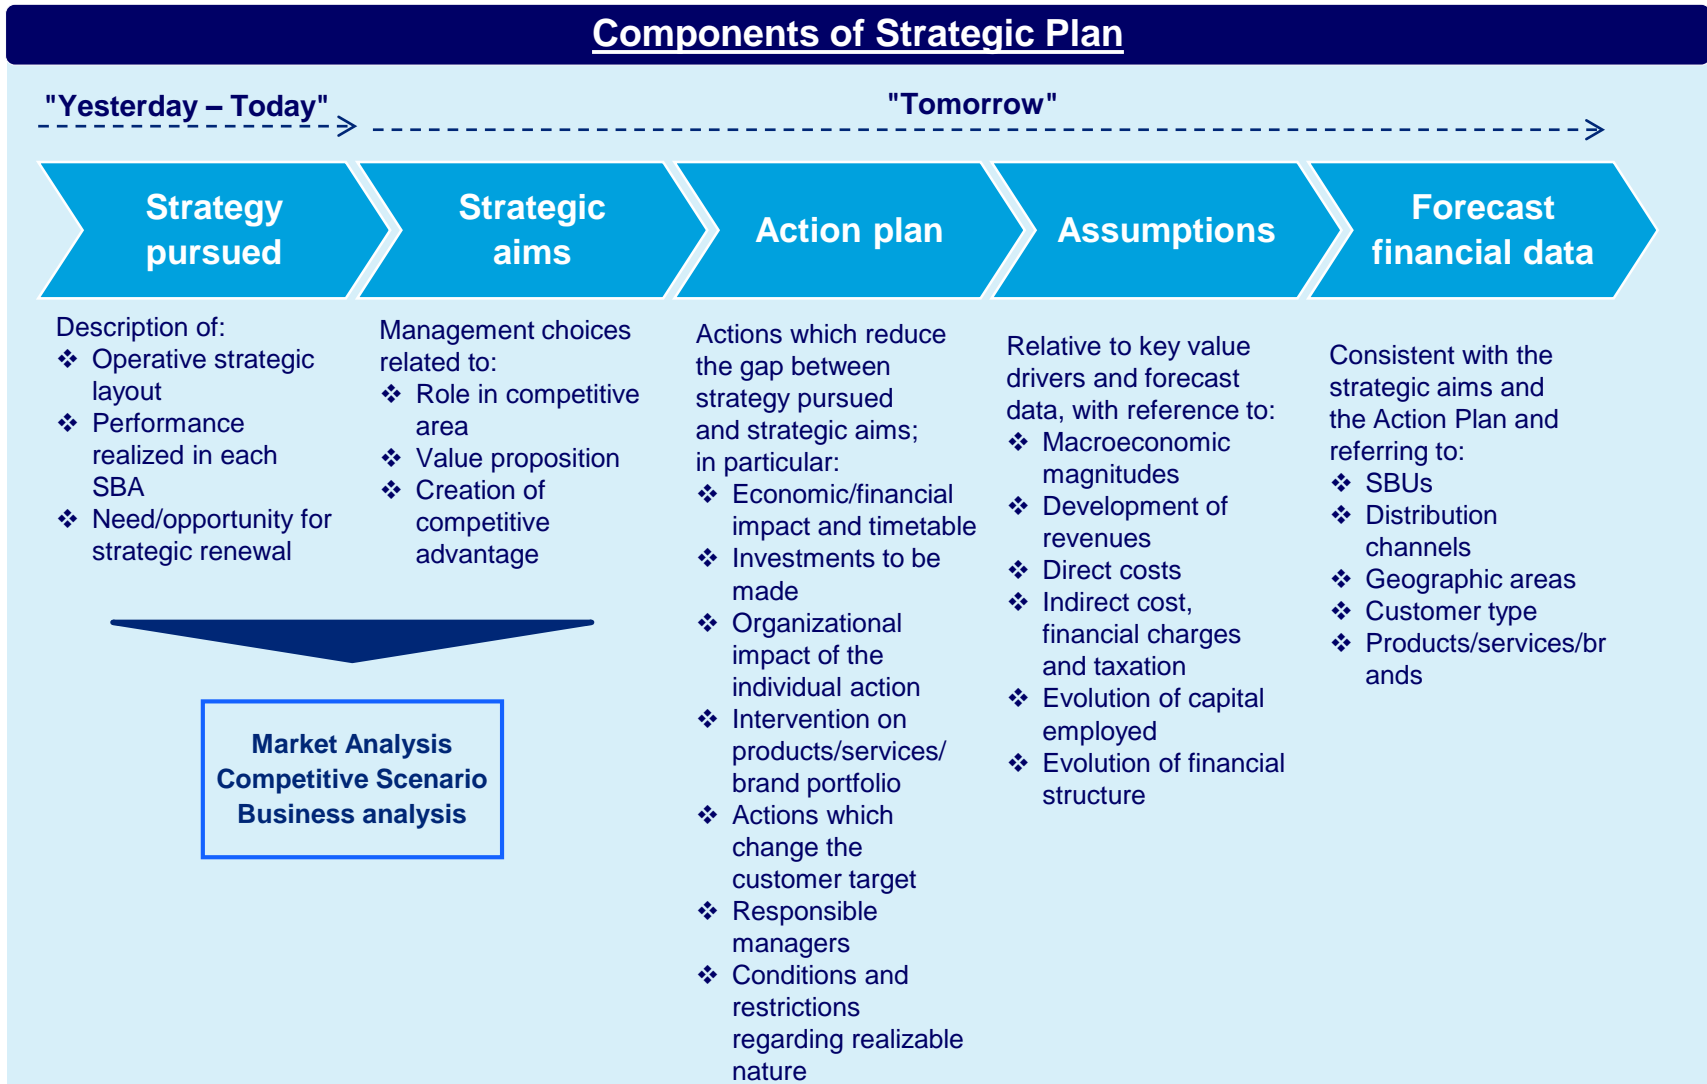 Components of Strategic Plan
"Yesterday – Today"
"Tomorrow"
Strategy
pursued
Strategic
aims
Action plan
Assumptions
Forecast
financial data
Description of:
❖ Operative strategic
layout
❖ Performance
realized in each
SBA
❖ Need/opportunity for
strategic renewal
Management choices
related to:
❖ Role in competitive
area
❖ Value proposition
❖ Creation of
competitive
advantage
Market Analysis
Competitive Scenario
Business analysis
Actions which reduce
the gap between
strategy pursued
and strategic aims;
in particular:
❖ Economic/financial
impact and timetable
❖ Investments to be
made
❖ Organizational
impact of the
individual action
❖ Intervention on
products/services/
brand portfolio
❖ Actions which
change the
customer target
❖ Responsible
managers
❖ Conditions and
restrictions
regarding realizable
nature
Relative to key value
drivers and forecast
data, with reference to:
❖ Macroeconomic
magnitudes
❖ Development of
revenues
❖ Direct costs
❖ Indirect cost,
financial charges
and taxation
❖ Evolution of capital
employed
❖ Evolution of financial
structure
Consistent with the
strategic aims and
the Action Plan and
referring to:
❖ SBUs
❖ Distribution
channels
❖ Geographic areas
❖ Customer type
❖ Products/services/br
ands